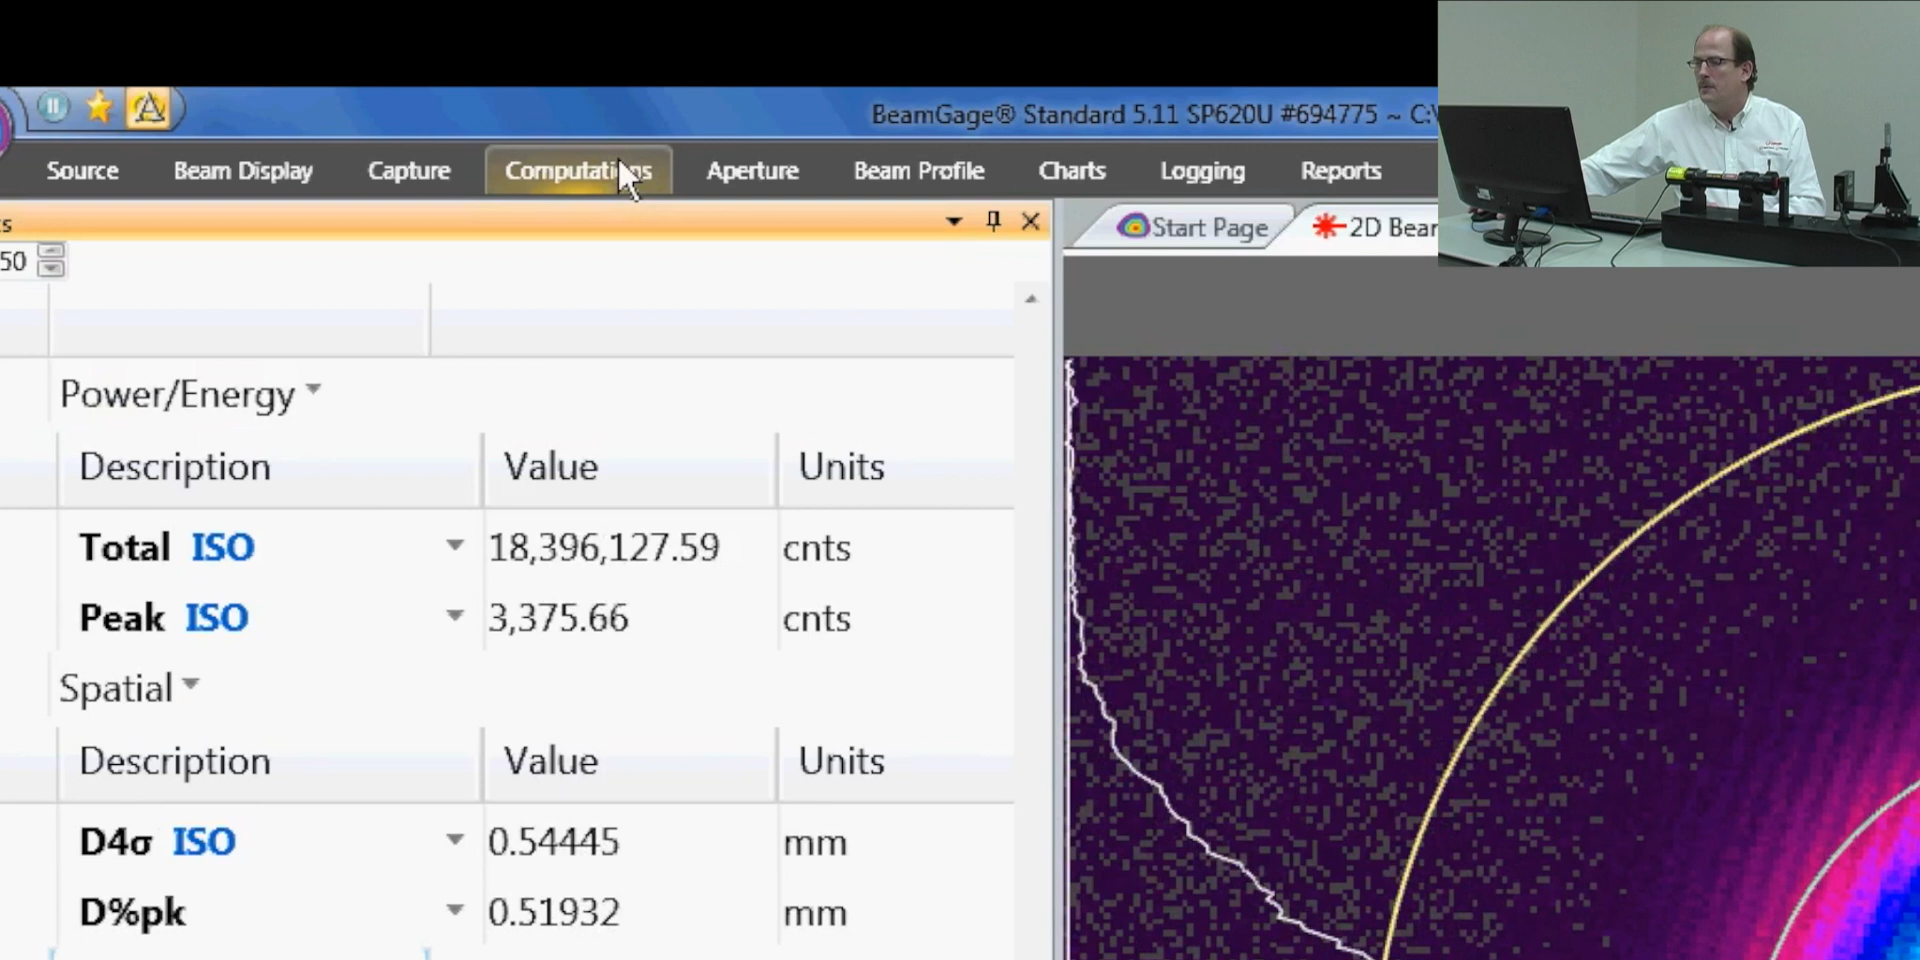 BeamGage® Standard 5.11 SP620U #694775 ~ C:\
Source Beam Display Capture Computations Aperture Beam Profile Charts Logging Reports
Start Page 2D Bear
50
Power/Energy
Description Value Units
Total ISO 18,396,127.59 cnts
Peak ISO 3,375.66 cnts
Spatial
Description Value Units
D4σ ISO 0.54445 mm
D%pk 0.51932 mm